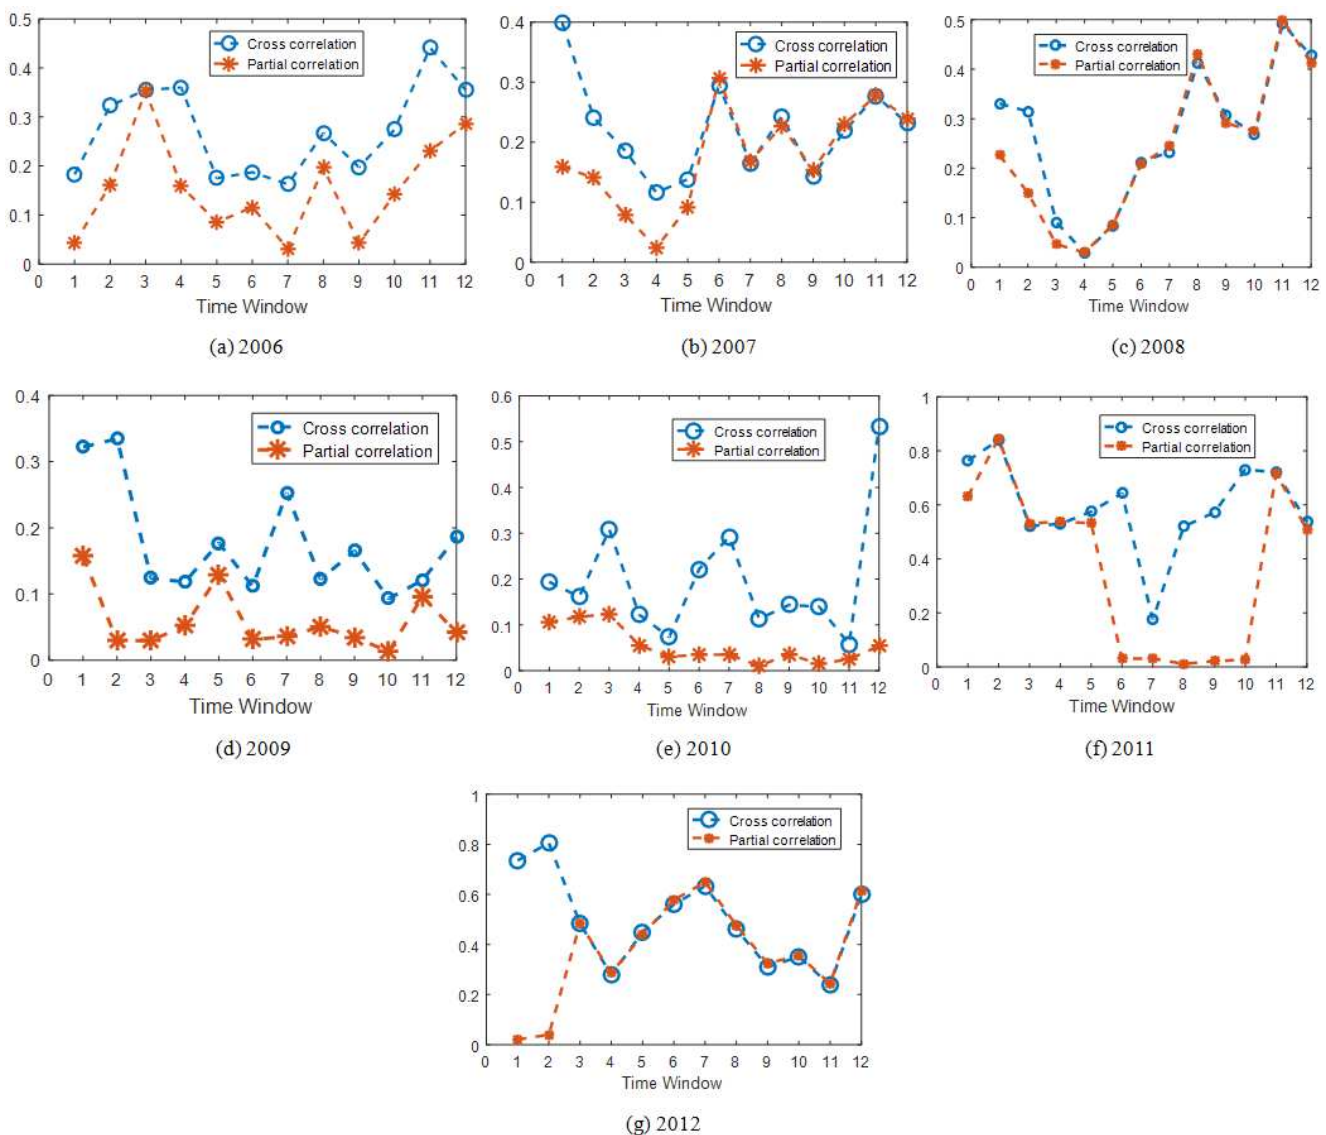 0.5
0.4
0.3
0.2
0.1
0
Cross correlation
Partial correlation
0 1 2 3 4 5 6 7 8 9 10 11 12
Time Window
(a) 2006
0.4
0.3
0.2
0.1
0
Cross correlation
Partial correlation
0 1 2 3 4 5 6 7 8 9 10 11 12
Time Window
(b) 2007
0.5
0.4
0.3
0.2
0.1
0
Cross correlation
Partial correlation
0 1 2 3 4 5 6 7 8 9 10 11 12
Time Window
(c) 2008
0.4
0.3
0.2
0.1
0
Cross correlation
Partial correlation
0 1 2 3 4 5 6 7 8 9 10 11 12
Time Window
(d) 2009
0.6
0.5
0.4
0.3
0.2
0.1
0
Cross correlation
Partial correlation
0 1 2 3 4 5 6 7 8 9 10 11 12
Time Window
(e) 2010
1
0.8
0.6
0.4
0.2
0
Cross correlation
Partial correlation
0 1 2 3 4 5 6 7 8 9 10 11 12
Time Window
(f) 2011
1
0.8
0.6
0.4
0.2
0
Cross correlation
Partial correlation
0 1 2 3 4 5 6 7 8 9 10 11 12
Time Window
(g) 2012